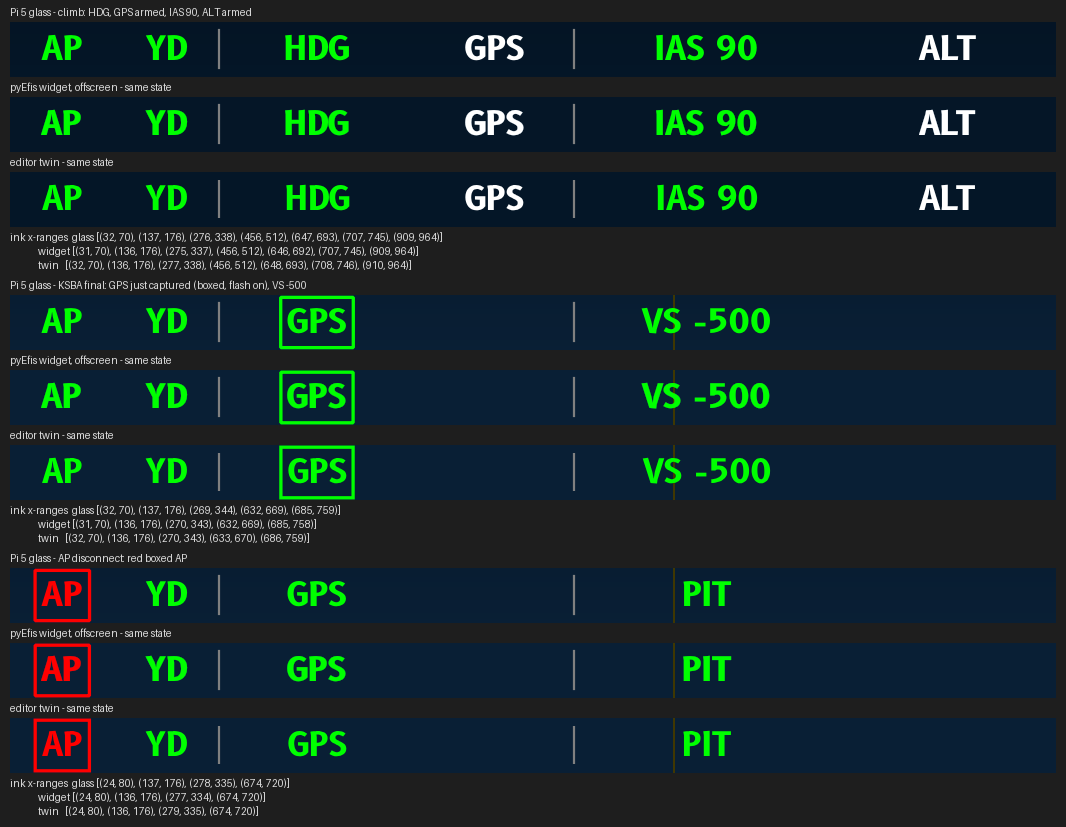 Pi 5 glass - climb: HDG, GPS armed, IAS 90, ALT armed
AP YD HDG GPS IAS 90 ALT
pyEfis widget, offscreen - same state
AP YD HDG GPS IAS 90 ALT
editor twin - same state
AP YD HDG GPS IAS 90 ALT
ink x-ranges glass [(32, 70), (137, 176), (276, 338), (456, 512), (647, 693), (707, 745), (909, 964)]
widget [(31, 70), (136, 176), (275, 337), (456, 512), (646, 692), (707, 745), (909, 964)]
twin [(32, 70), (136, 176), (277, 338), (456, 512), (648, 693), (708, 746), (910, 964)]
Pi 5 glass - KSBA final: GPS just captured (boxed, flash on), VS -500
AP YD GPS VS -500
pyEfis widget, offscreen - same state
AP YD GPS VS -500
editor twin - same state
AP YD GPS VS -500
ink x-ranges glass [(32, 70), (137, 176), (269, 344), (632, 669), (685, 759)]
widget [(31, 70), (136, 176), (270, 343), (632, 669), (685, 758)]
twin [(32, 70), (136, 176), (270, 343), (633, 670), (686, 759)]
Pi 5 glass - AP disconnect: red boxed AP
AP YD GPS PIT
pyEfis widget, offscreen - same state
AP YD GPS PIT
editor twin - same state
AP YD GPS PIT
ink x-ranges glass [(24, 80), (137, 176), (278, 335), (674, 720)]
widget [(24, 80), (136, 176), (277, 334), (674, 720)]
twin [(24, 80), (136, 176), (279, 335), (674, 720)]